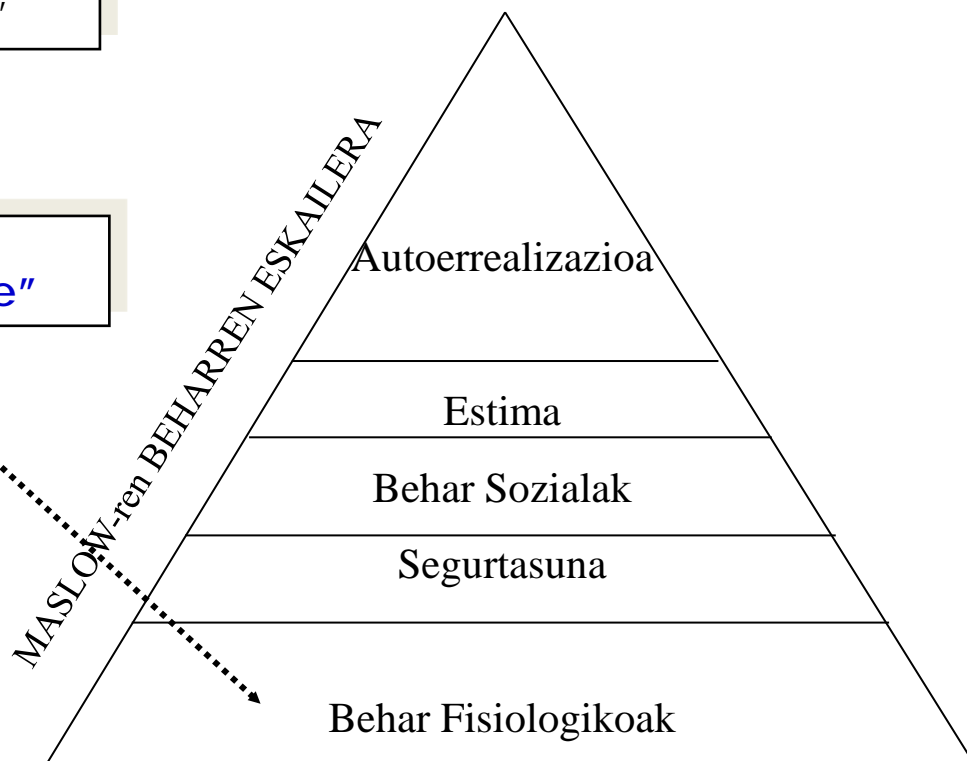 e”
MASLOW-ren BEHARREN ESKAILERA
Autoerrealizazioa
Estima
Behar Sozialak
Segurtasuna
Behar Fisiologikoak